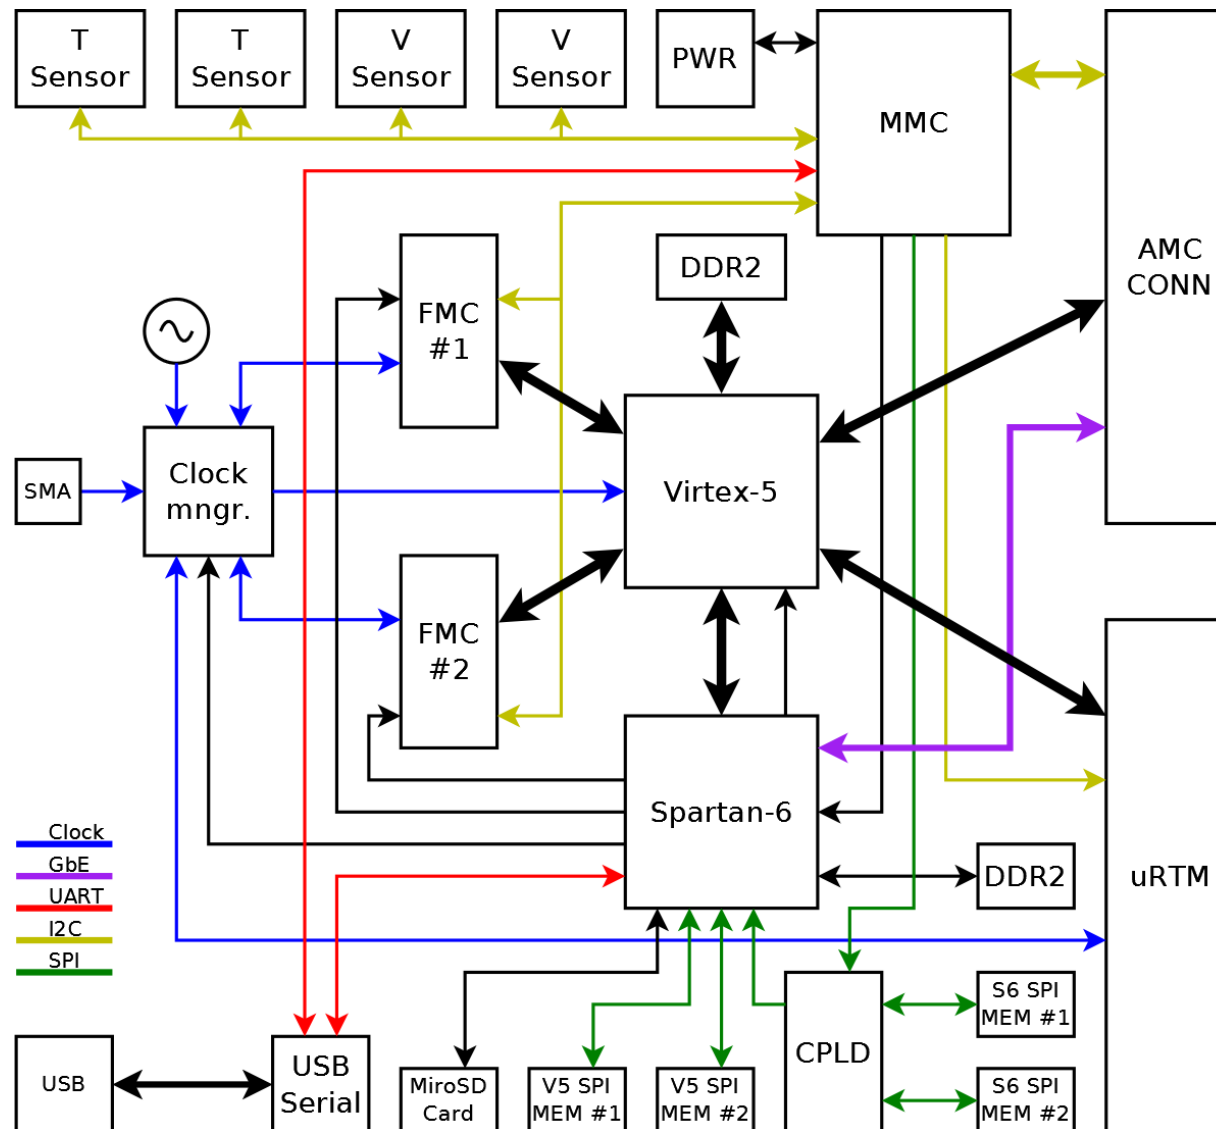 T
Sensor
T
Sensor
V
Sensor
V
Sensor
PWR
MMC
AMC
CONN
DDR2
FMC
#1
Clock
mngr.
SMA
Virtex-5
FMC
#2
Spartan-6
DDR2
uRTM
Clock
GbE
UART
I2C
SPI
USB
USB
Serial
MiroSD
Card
V5 SPI
MEM #1
V5 SPI
MEM #2
CPLD
S6 SPI
MEM #1
S6 SPI
MEM #2